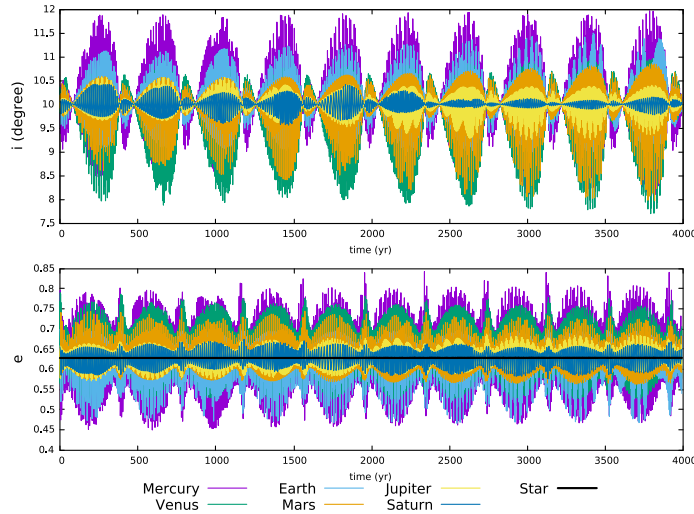 12
11.5
11
10.5
10
9.5
9
8.5
8
7.5
i (degree)
0 500 1000 1500 2000 2500 3000 3500 4000
time (yr)
0.85
0.8
0.75
0.7
0.65
0.6
0.55
0.5
0.45
0.4
e
0 500 1000 1500 2000 2500 3000 3500 4000
time (yr)
Mercury Earth Jupiter Star
Venus Mars Saturn